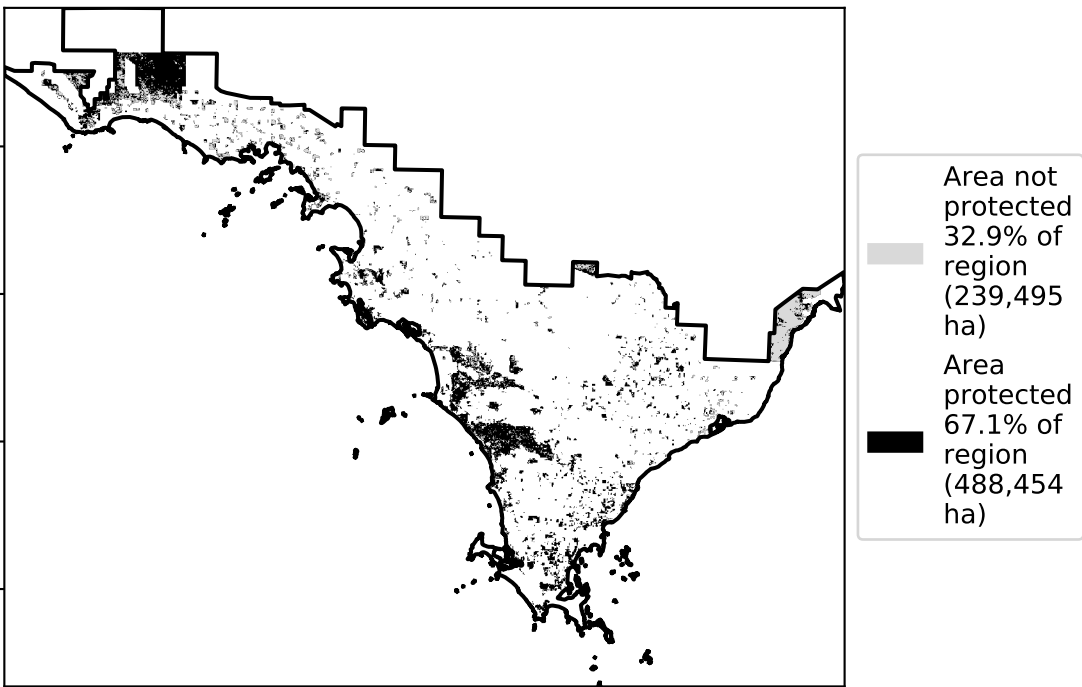 Area not
protected
32.9% of
region
(239,495
ha)
Area
protected
67.1% of
region
(488,454
ha)